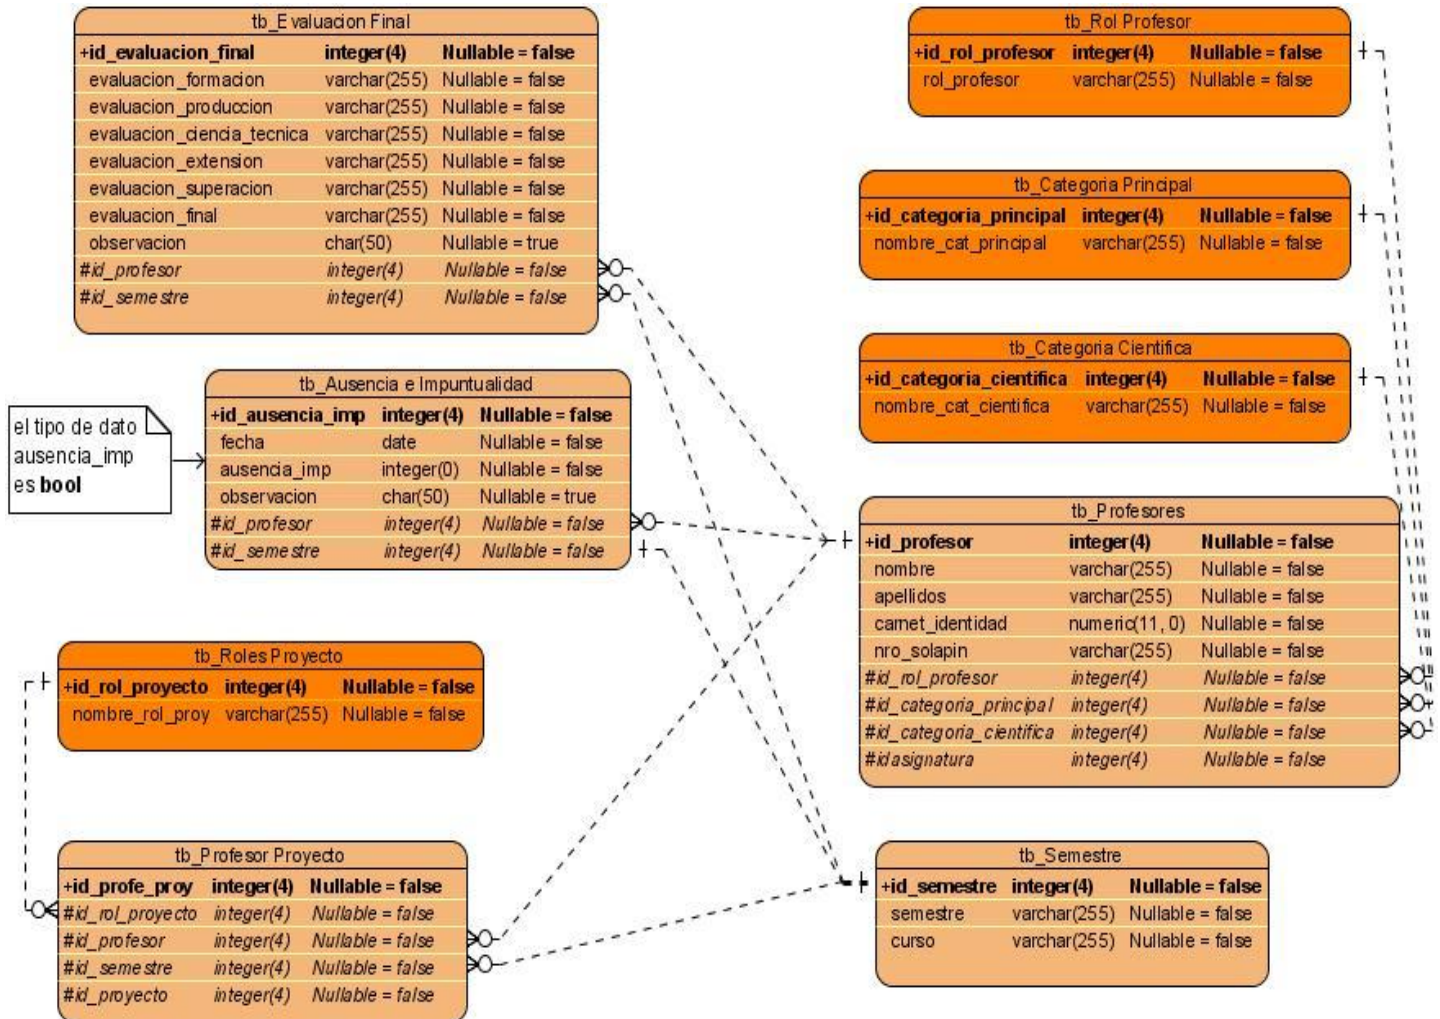 tb_Evaluacion Final
+id_evaluacion_final integer(4) Nullable = false
evaluacion_formacion varchar(255) Nullable = false
evaluacion_produccion varchar(255) Nullable = false
evaluacion_ciencia_tecnica varchar(255) Nullable = false
evaluacion_extension varchar(255) Nullable = false
evaluacion_superacion varchar(255) Nullable = false
evaluacion_final varchar(255) Nullable = false
observacion char(50) Nullable = true
#id_profesor integer(4) Nullable = false
#id_semestre integer(4) Nullable = false
tb_Rol Profesor
+id_rol_profesor integer(4) Nullable = false
rol_profesor varchar(255) Nullable = false
tb_Categoria Principal
+id_categoria_principal integer(4) Nullable = false
nombre_cat_principal varchar(255) Nullable = false
tb_Categoria Cientifica
+id_categoria_cientifica integer(4) Nullable = false
nombre_cat_cientifica varchar(255) Nullable = false
el tipo de dato
ausencia_imp
es bool
tb_Ausencia e Impuntualidad
+id_ausencia_imp integer(4) Nullable = false
fecha date Nullable = false
ausencia_imp integer(0) Nullable = false
observacion char(50) Nullable = true
#id_profesor integer(4) Nullable = false
#id_semestre integer(4) Nullable = false
tb_Profesores
+id_profesor integer(4) Nullable = false
nombre varchar(255) Nullable = false
apellidos varchar(255) Nullable = false
carnet_identidad numeric(11, 0) Nullable = false
nro_solapin varchar(255) Nullable = false
#id_rol_profesor integer(4) Nullable = false
#id_categoria_principal integer(4) Nullable = false
#id_categoria_cientifica integer(4) Nullable = false
#idasignatura integer(4) Nullable = false
tb_Roles Proyecto
+id_rol_proyecto integer(4) Nullable = false
nombre_rol_proy varchar(255) Nullable = false
tb_Profesor Proyecto
+id_profe_proy integer(4) Nullable = false
#id_rol_proyecto integer(4) Nullable = false
#id_profesor integer(4) Nullable = false
#id_semestre integer(4) Nullable = false
#id_proyecto integer(4) Nullable = false
tb_Semestre
+id_semestre integer(4) Nullable = false
semestre varchar(255) Nullable = false
curso varchar(255) Nullable = false